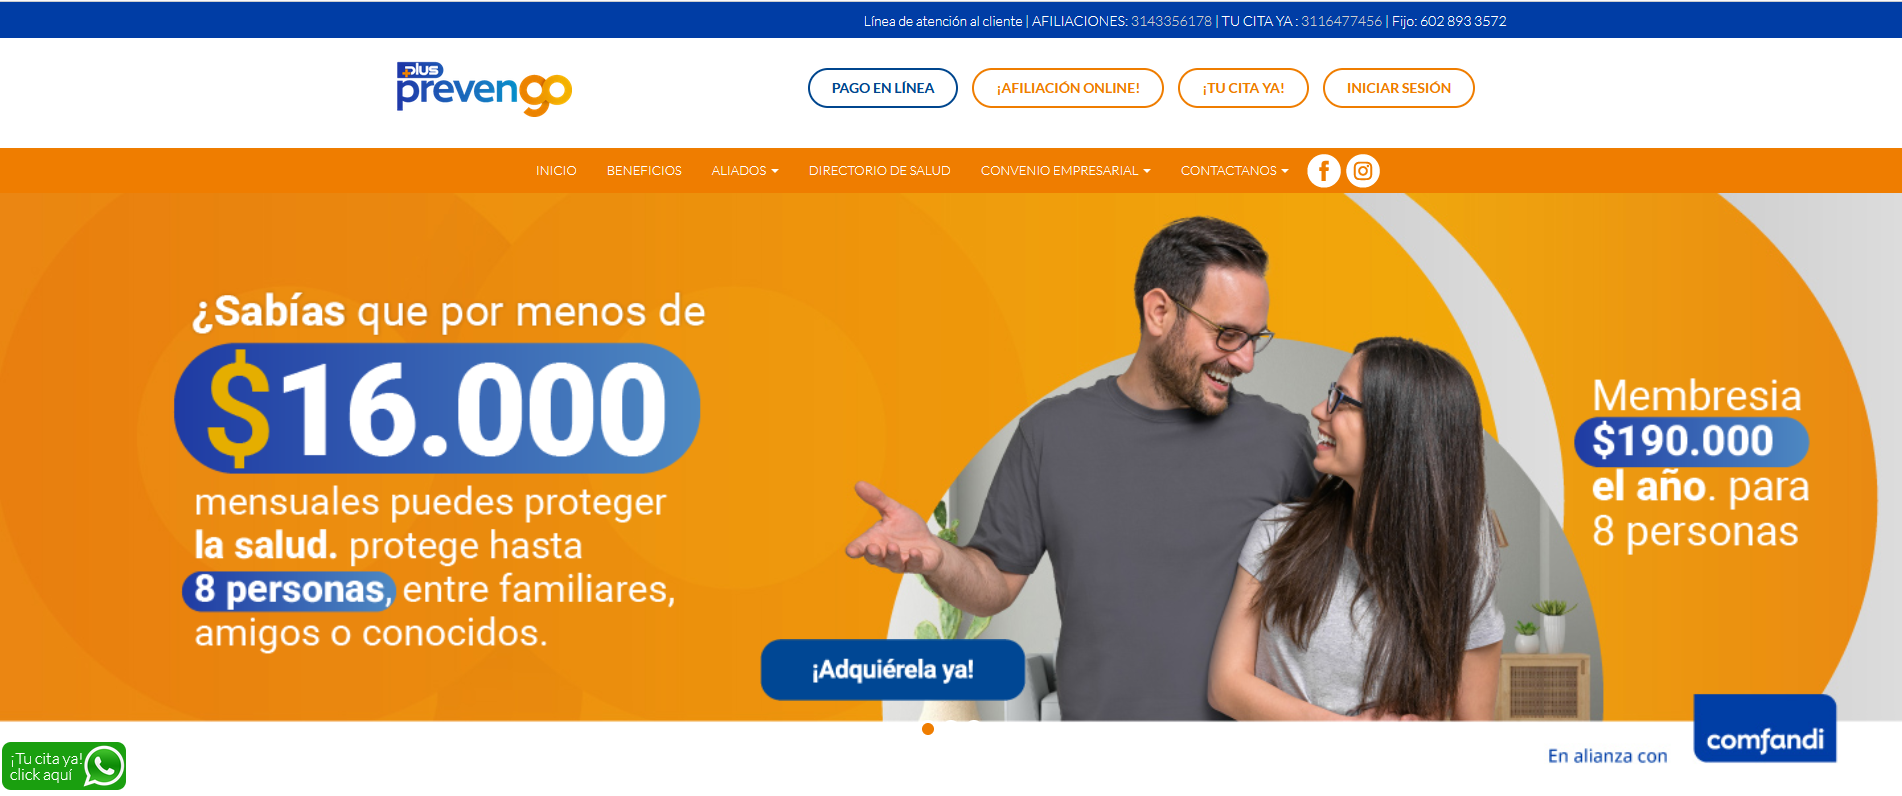 Línea de atención al cliente | AFILIACIONES: 3143356178 | TU CITA YA : 3116477456 | Fijo: 602 893 3572
plus
prevengo
PAGO EN LÍNEA
¡AFILIACIÓN ONLINE!
¡TU CITA YA!
INICIAR SESIÓN
INICIO
BENEFICIOS
ALIADOS
DIRECTORIO DE SALUD
CONVENIO EMPRESARIAL
CONTACTANOS
¿Sabías que por menos de
$16.000
mensuales puedes proteger
la salud. protege hasta
8 personas, entre familiares,
amigos o conocidos.
¡Adquiérela ya!
Membresia
$190.000
el año. para
8 personas
En alianza con
comfandi
¡Tu cita ya!
click aquí